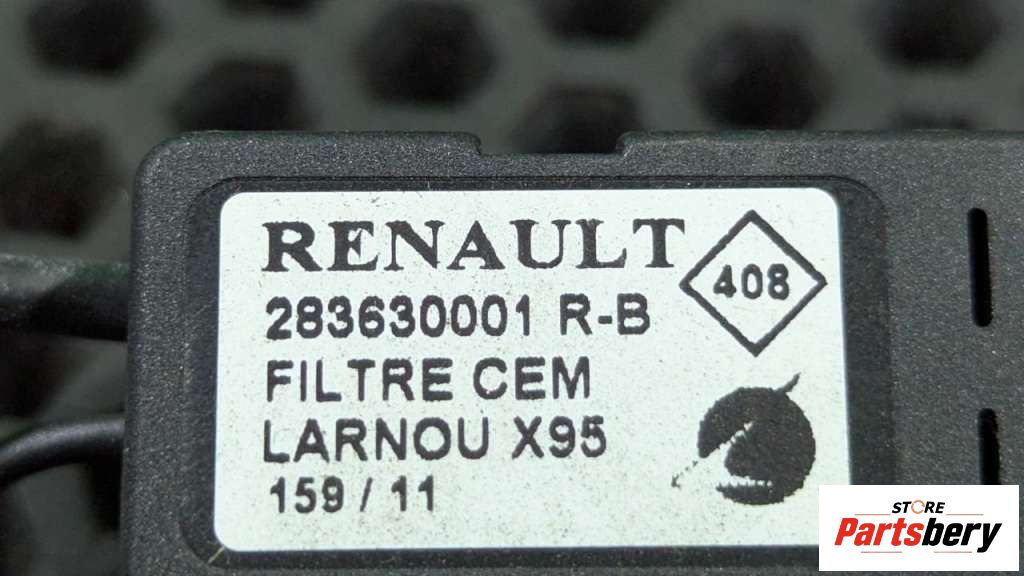 RENAULT
408
283630001 R-B
FILTRE CEM
LARNOU X95
159 / 11
STORE
Partsbery